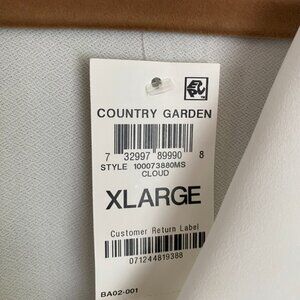 COUNTRY GARDEN
7 32997 89990 8
STYLE 100073880MS
CLOUD
XLARGE
Customer Return Label
071244819388
BA02-001